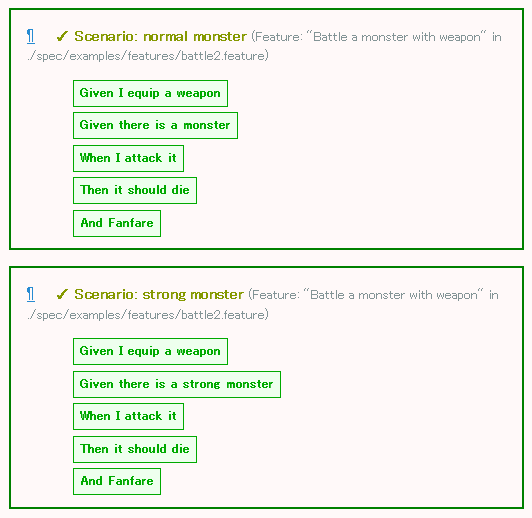 ¶ ✓ Scenario: normal monster (Feature: "Battle a monster with weapon" in
./spec/examples/features/battle2.feature)
Given I equip a weapon
Given there is a monster
When I attack it
Then it should die
And Fanfare
¶ ✓ Scenario: strong monster (Feature: "Battle a monster with weapon" in
./spec/examples/features/battle2.feature)
Given I equip a weapon
Given there is a strong monster
When I attack it
Then it should die
And Fanfare